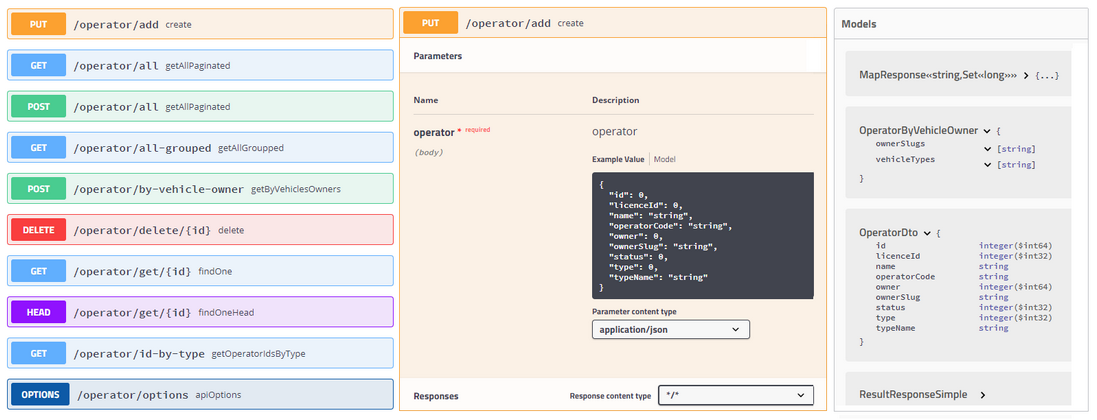 PUT /operator/add create
GET /operator/all getAllPaginated
POST /operator/all getAllPaginated
GET /operator/all-grouped getAllGroupped
POST /operator/by-vehicle-owner getByVehiclesOwners
DELETE /operator/delete/{id} delete
GET /operator/get/{id} findOne
HEAD /operator/get/{id} findOneHead
GET /operator/id-by-type getOperatorIdsByType
OPTIONS /operator/options apiOptions
PUT /operator/add create
Parameters
Name Description
operator * required operator
(body)
Example Value Model
{
"id": 0,
"licenceId": 0,
"name": "string",
"operatorCode": "string",
"owner": 0,
"ownerSlug": "string",
"status": 0,
"type": 0,
"typeName": "string"
}
Parameter content type
application/json
Responses Response content type */*
Models
MapResponse«string,Set«long»» > {...}
OperatorByVehicleOwner {
ownerSlugs [string]
vehicleTypes [string]
}
OperatorDto {
id integer($int64)
licenceId integer($int32)
name string
operatorCode string
owner integer($int64)
ownerSlug string
status integer($int32)
type integer($int32)
typeName string
}
ResultResponseSimple >